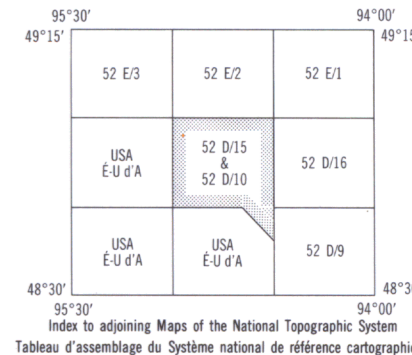 95°30' 94°00'
49°15' 49°15
52 E/3 52 E/2 52 E/1
USA
É-U d'A
52 D/15
&
52 D/10
52 D/16
USA
É-U d'A
USA
É-U d'A
52 D/9
48°30' 48°3
95°30' 94°00'
Index to adjoining Maps of the National Topographic System
Tableau d'assemblage du Système national de référence cartographi